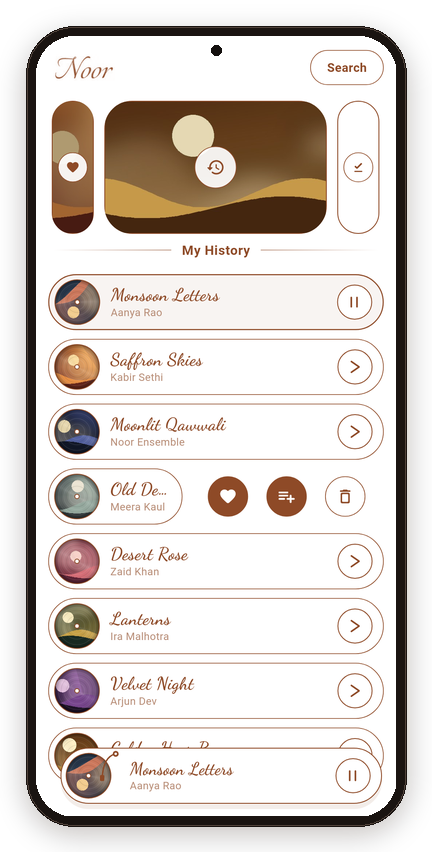 Noor
Search
My History
Monsoon Letters
Aanya Rao
Saffron Skies
Kabir Sethi
Moonlit Qawwali
Noor Ensemble
Old De...
Meera Kaul
Desert Rose
Zaid Khan
Lanterns
Ira Malhotra
Velvet Night
Arjun Dev
Monsoon Letters
Aanya Rao